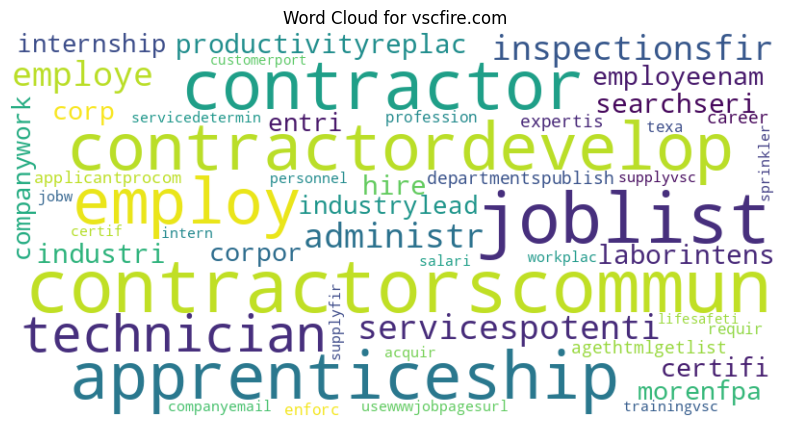 Word Cloud for vscfire.com
internship productivityreplac inspectionsfir
customerport
employe contractor employeenam
corp searchseri
servicedetermin entri profession expertis career
companywork contractordevelop texa
sprinkler
applicantprocom personnel hire departmentspublish supplyvsc
jobw employ industrylead joblist
certif intern administr
industri corpor salari workplac laborintens
contractorscommun
supplyfir
technician servicespotenti lifesafeti
requir
acquir agethtmlgetlist certifi
apprenticeship morenfpa
companyemail enforc usewwwjobpagesurl trainingvsc